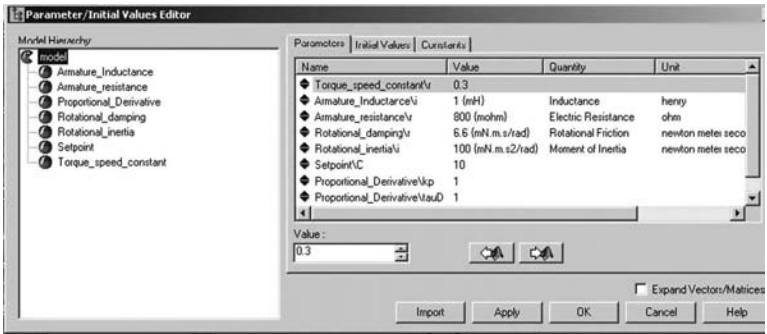 Parameter/Initial Values Editor
Model Hierarchy
model
Armature_Inductance
Armature_resistance
Proportional_Derivative
Rotational_damping
Rotational_inertia
Setpoint
Torque_speed_constant
Parameters Initial Values Constants
Name Value Quantity Unit
Torque_speed_constant\r 0.3
Armature_Inductance\i 1 {mH} Inductance henry
Armature_resistance\r 800 {mohm} Electric Resistance ohm
Rotational_damping\r 6.6 {mN.m.s/rad} Rotational Friction newton meter seco
Rotational_inertia\i 100 {mN.m.s2/rad} Moment of Inertia newton meter seco
Setpoint\C 10
Proportional_Derivative\kp 1
Proportional_Derivative\tauD 1
Value :
0.3
Expand Vectors/Matrices
Import Apply OK Cancel Help